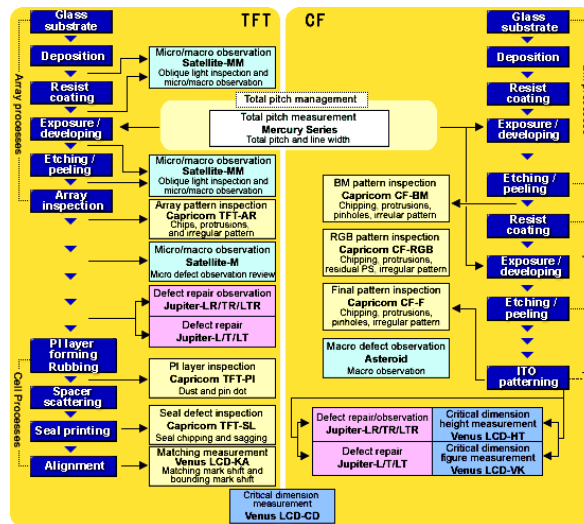 TFT
CF
Array processes
Glass substrate
Deposition
Resist coating
Exposure / developing
Etching / peeling
Array inspection
PI layer forming
Rubbing
Cell Processes
Spacer scattering
Seal printing
Alignment
Micro/macro observation
Satellite-MM
Oblique light inspection and
micro/macro observation
Total pitch management
Total pitch measurement
Mercury Series
Total pitch and line width
Micro/macro observation
Satellite-MM
Oblique light inspection and
micro/macro observation
Array pattern inspection
Capricorn TFT-AR
Chips, protrusions,
and irregular pattern
Micro/macro observation
Satellite-M
Micro defect observation review
Defect repair observation
Jupiter-LR/TR/LTR
Defect repair
Jupiter-L/T/LT
PI layer inspection
Capricorn TFT-PI
Dust and pin dot
Seal defect inspection
Capricorn TFT-SL
Seal chipping and sagging
Matching measurement
Venus LCD-KA
Matching mark shift and
bounding mark shift
Critical dimension
measurement
Venus LCD-CD
Glass
substrate
Deposition
Resist
coating
Exposure
/ developing
Etching /
peeling
Resist
coating
Exposure
/ developing
Etching /
peeling
ITO
patterning
BM pattern inspection
Capricorn CF-BM
Chipping, protrusions,
pinholes, irregular pattern
RGB pattern inspection
Capricorn CF-RGB
Chipping, protrusions,
residual PS, irregular pattern
Final pattern inspection
Capricorn CF-F
Chipping, protrusions,
pinholes, irregular pattern
Macro defect observation
Asteroid
Macro observation
Defect repair/observation
Jupiter-LR/TR/LTR
Defect repair
Jupiter-L/T/LT
Critical dimension
height measurement
Venus LCD-HT
Critical dimension
figure measurement
Venus LCD-VK